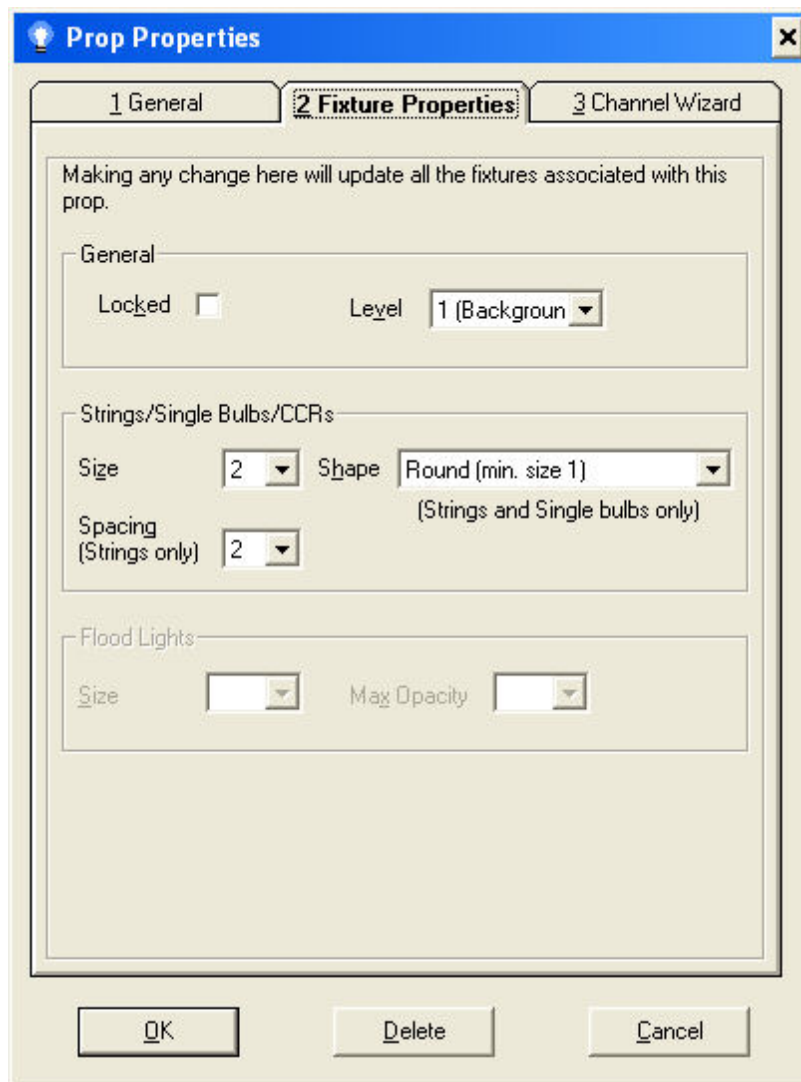 Prop Properties
1 General
2 Fixture Properties
3 Channel Wizard
Making any change here will update all the fixtures associated with this
prop.
General
Locked
Level
1 (Backgroun
Strings/Single Bulbs/CCRs
Size
2
Shape
Round (min. size 1)
(Strings and Single bulbs only)
Spacing
(Strings only)
2
Flood Lights
Size
Max Opacity
OK
Delete
Cancel